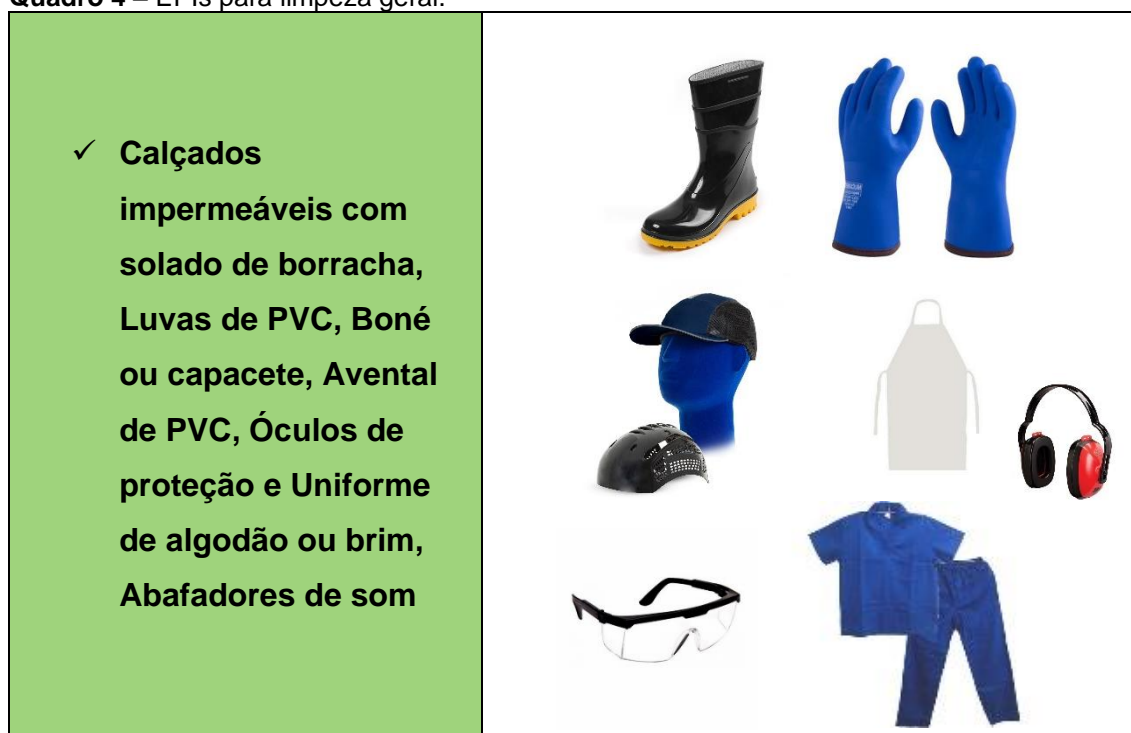 Quadro 4 – EPIs para limpeza geral.
✓ Calçados
impermeáveis com
solado de borracha,
Luvas de PVC, Boné
ou capacete, Avental
de PVC, Óculos de
proteção e Uniforme
de algodão ou brim,
Abafadores de som